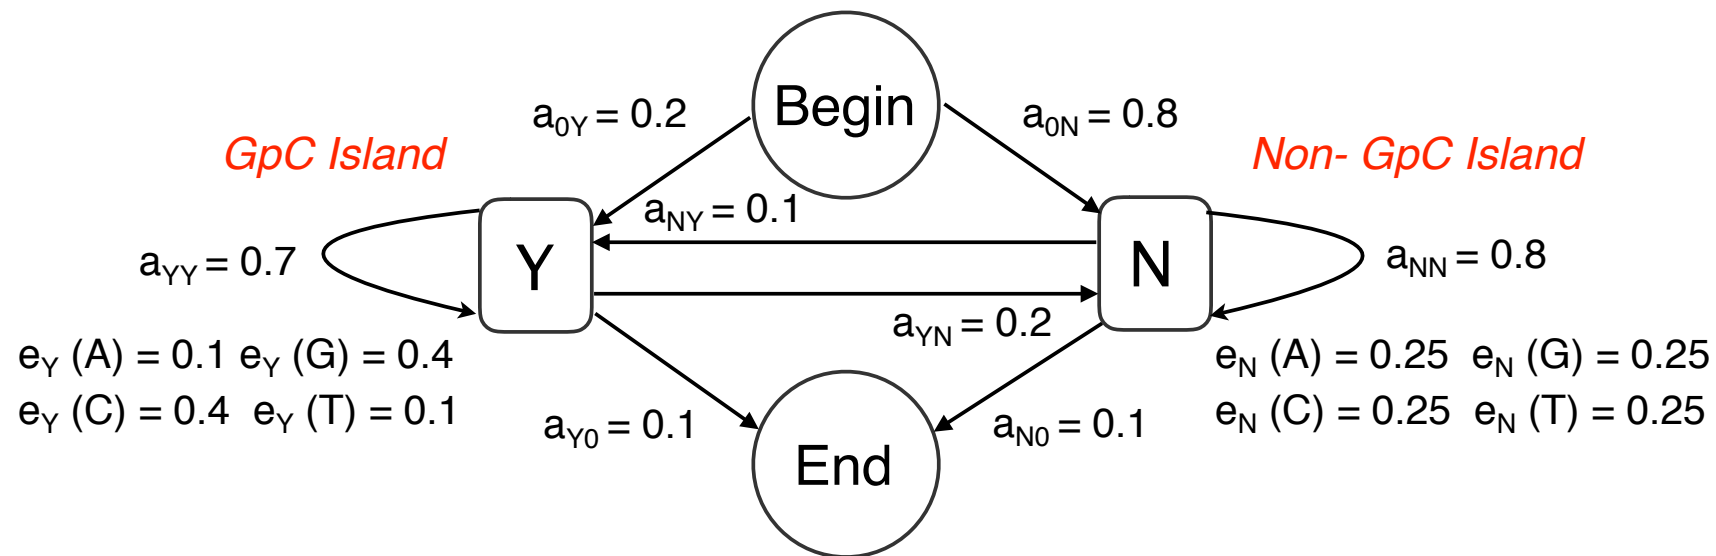 Begin
a0Y = 0.2
a0N = 0.8
GpC Island
Non- GpC Island
aNY = 0.1
Y
N
aYY = 0.7
aNN = 0.8
aYN = 0.2
eY (A) = 0.1 eY (G) = 0.4
eY (C) = 0.4 eY (T) = 0.1
eN (A) = 0.25 eN (G) = 0.25
eN (C) = 0.25 eN (T) = 0.25
aY0 = 0.1
aN0 = 0.1
End